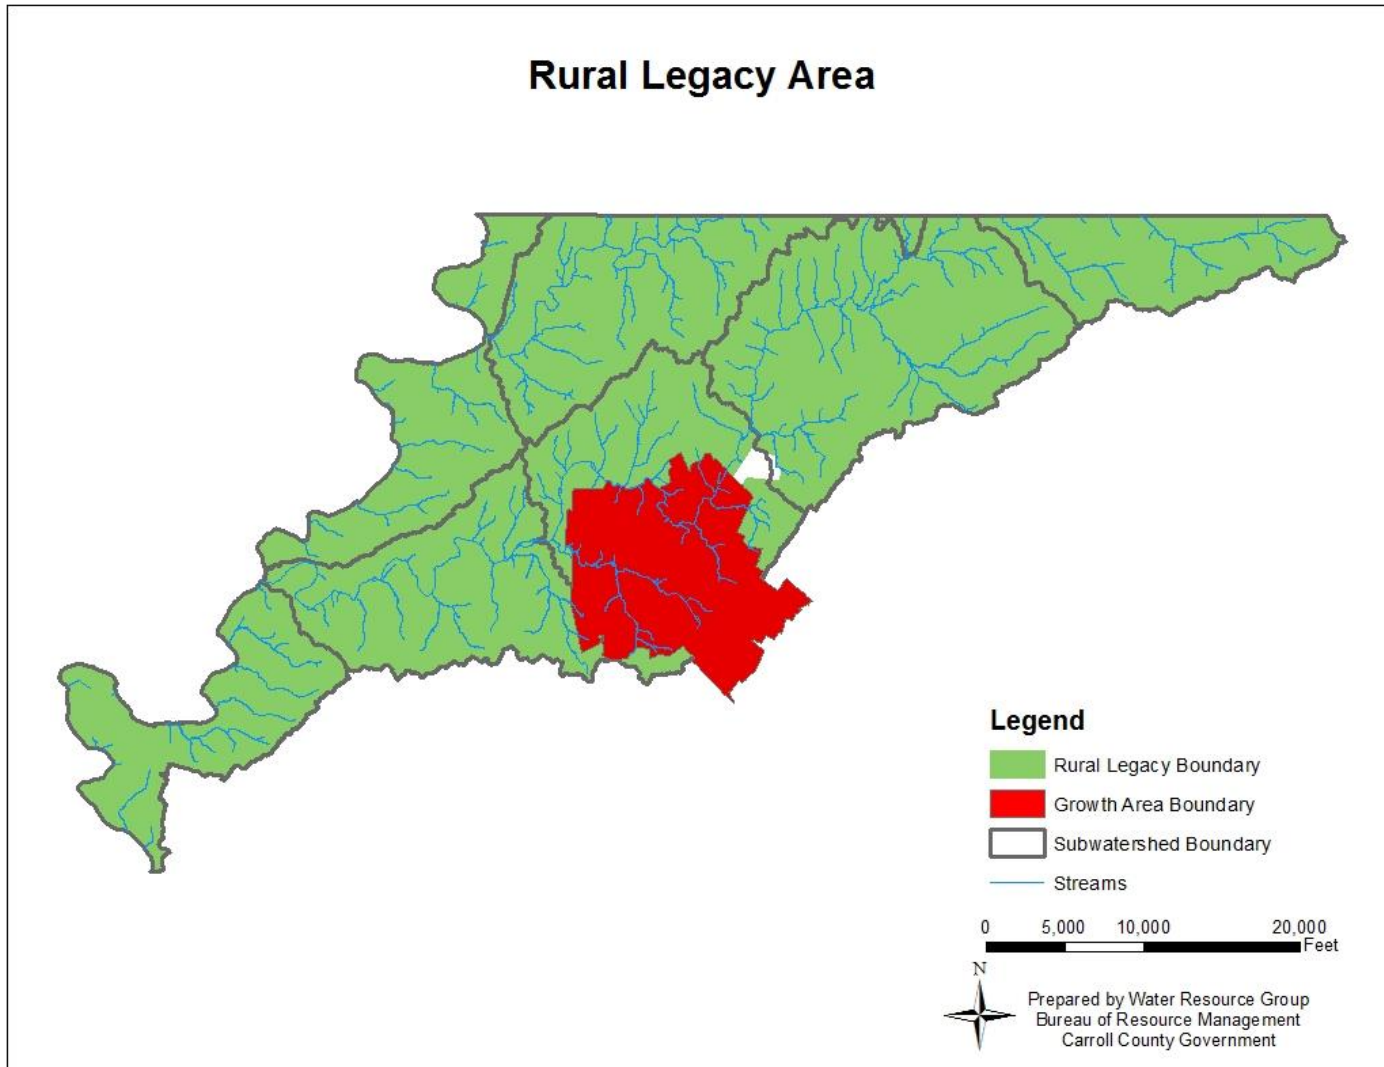 Rural Legacy Area
Legend
Rural Legacy Boundary
Growth Area Boundary
Subwatershed Boundary
Streams
0 5,000 10,000 20,000
Feet
N
Prepared by Water Resource Group
Bureau of Resource Management
Carroll County Government